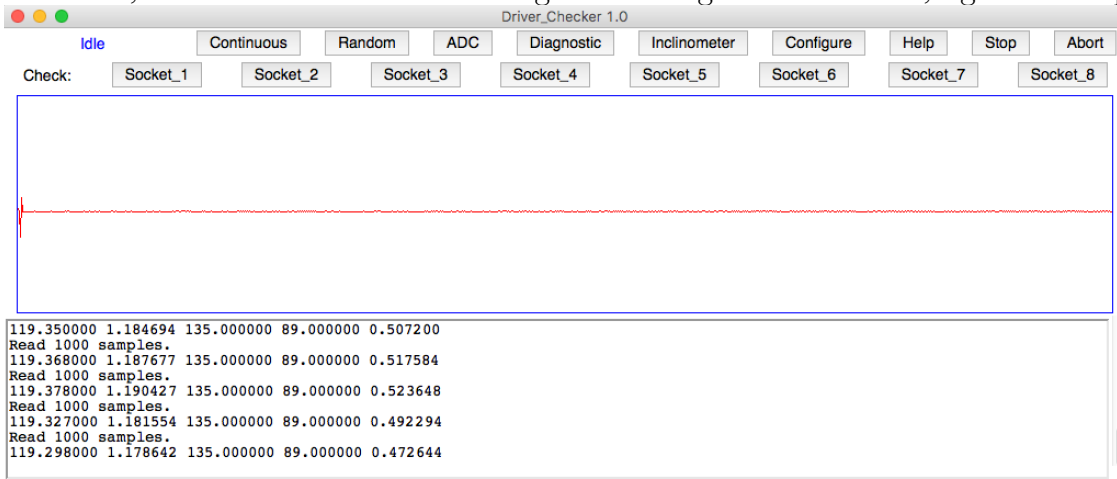 Driver_Checker 1.0
Idle Continuous Random ADC Diagnostic Inclinometer Configure Help Stop Abort
Check: Socket_1 Socket_2 Socket_3 Socket_4 Socket_5 Socket_6 Socket_7 Socket_8
119.350000 1.184694 135.000000 89.000000 0.507200
Read 1000 samples.
119.368000 1.187677 135.000000 89.000000 0.517584
Read 1000 samples.
119.378000 1.190427 135.000000 89.000000 0.523648
Read 1000 samples.
119.327000 1.181554 135.000000 89.000000 0.492294
Read 1000 samples.
119.298000 1.178642 135.000000 89.000000 0.472644